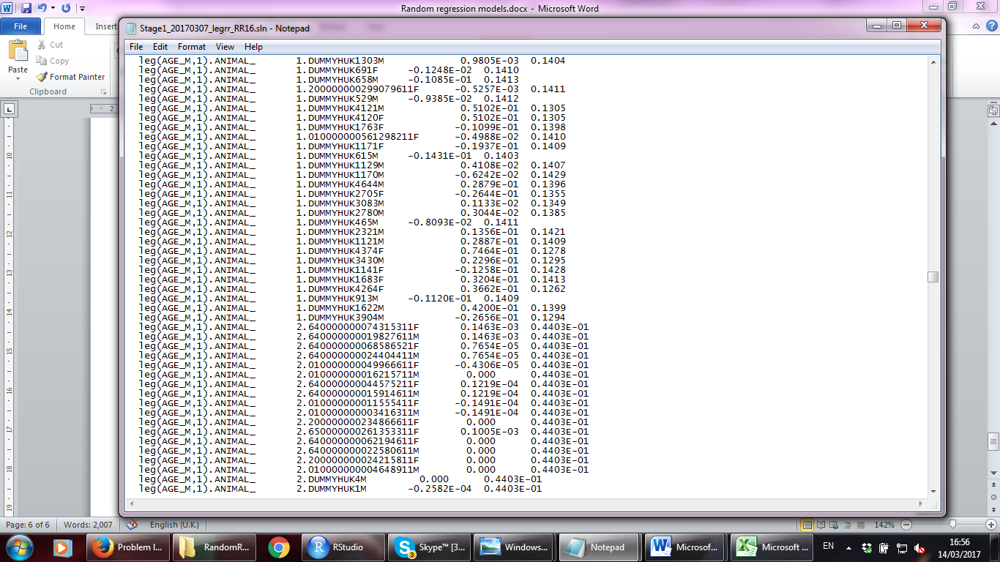 Random regression models.docx - Microsoft Word
File Home Insert
Paste
Cut
Copy
Format Painter
Clipboard
Stage1_20170307_legrr_RR16.sln - Notepad
File Edit Format View Help
leg(AGE_M,1).ANIMAL_ 1.DUMMYHUK1303M 0.9805E-03 0.1404
leg(AGE_M,1).ANIMAL_ 1.DUMMYHUK691F -0.1248E-02 0.1410
leg(AGE_M,1).ANIMAL_ 1.DUMMYHUK658M -0.1085E-01 0.1413
leg(AGE_M,1).ANIMAL_ 1.200000000299079611F -0.5257E-03 0.1411
leg(AGE_M,1).ANIMAL_ 1.DUMMYHUK529M -0.9385E-02 0.1412
leg(AGE_M,1).ANIMAL_ 1.DUMMYHUK4121M 0.5102E-01 0.1305
leg(AGE_M,1).ANIMAL_ 1.DUMMYHUK4120F 0.5102E-01 0.1305
leg(AGE_M,1).ANIMAL_ 1.DUMMYHUK1763F -0.1099E-01 0.1398
leg(AGE_M,1).ANIMAL_ 1.010000000561298211F -0.4988E-02 0.1410
leg(AGE_M,1).ANIMAL_ 1.DUMMYHUK1171F -0.1937E-01 0.1409
leg(AGE_M,1).ANIMAL_ 1.DUMMYHUK615M -0.1431E-01 0.1403
leg(AGE_M,1).ANIMAL_ 1.DUMMYHUK1129M 0.4108E-02 0.1407
leg(AGE_M,1).ANIMAL_ 1.DUMMYHUK1170M -0.6242E-02 0.1429
leg(AGE_M,1).ANIMAL_ 1.DUMMYHUK4644M 0.2879E-01 0.1396
leg(AGE_M,1).ANIMAL_ 1.DUMMYHUK2705F -0.2644E-01 0.1355
leg(AGE_M,1).ANIMAL_ 1.DUMMYHUK3083M 0.1133E-02 0.1349
leg(AGE_M,1).ANIMAL_ 1.DUMMYHUK2780M 0.3044E-02 0.1385
leg(AGE_M,1).ANIMAL_ 1.DUMMYHUK465M -0.8093E-02 0.1411
leg(AGE_M,1).ANIMAL_ 1.DUMMYHUK2321M 0.1356E-01 0.1421
leg(AGE_M,1).ANIMAL_ 1.DUMMYHUK1121M 0.2887E-01 0.1409
leg(AGE_M,1).ANIMAL_ 1.DUMMYHUK4374F 0.7464E-01 0.1278
leg(AGE_M,1).ANIMAL_ 1.DUMMYHUK3430M 0.2296E-01 0.1295
leg(AGE_M,1).ANIMAL_ 1.DUMMYHUK1141F -0.1258E-01 0.1428
leg(AGE_M,1).ANIMAL_ 1.DUMMYHUK1683F 0.3204E-01 0.1413
leg(AGE_M,1).ANIMAL_ 1.DUMMYHUK4264F 0.3662E-01 0.1262
leg(AGE_M,1).ANIMAL_ 1.DUMMYHUK913M -0.1120E-01 0.1409
leg(AGE_M,1).ANIMAL_ 1.DUMMYHUK1622M 0.4200E-01 0.1399
leg(AGE_M,1).ANIMAL_ 1.DUMMYHUK3904M -0.2656E-01 0.1294
leg(AGE_M,1).ANIMAL_ 2.640000000074315311F 0.1463E-03 0.4403E-01
leg(AGE_M,1).ANIMAL_ 2.640000000019827611M 0.1463E-03 0.4403E-01
leg(AGE_M,1).ANIMAL_ 2.640000000068586521F 0.7654E-05 0.4403E-01
leg(AGE_M,1).ANIMAL_ 2.640000000024404411M 0.7654E-05 0.4403E-01
leg(AGE_M,1).ANIMAL_ 2.010000000049966611F -0.4306E-05 0.4403E-01
leg(AGE_M,1).ANIMAL_ 2.010000000016215711M 0.000 0.4403E-01
leg(AGE_M,1).ANIMAL_ 2.640000000044575211F 0.1219E-04 0.4403E-01
leg(AGE_M,1).ANIMAL_ 2.640000000015914611M 0.1219E-04 0.4403E-01
leg(AGE_M,1).ANIMAL_ 2.010000000011555411F -0.1491E-04 0.4403E-01
leg(AGE_M,1).ANIMAL_ 2.010000000003416311M -0.1491E-04 0.4403E-01
leg(AGE_M,1).ANIMAL_ 2.200000000234866611F 0.000 0.4403E-01
leg(AGE_M,1).ANIMAL_ 2.650000000261353311F 0.1005E-03 0.4403E-01
leg(AGE_M,1).ANIMAL_ 2.640000000062194611F 0.000 0.4403E-01
leg(AGE_M,1).ANIMAL_ 2.640000000022580611M 0.000 0.4403E-01
leg(AGE_M,1).ANIMAL_ 2.200000000024215811F 0.000 0.4403E-01
leg(AGE_M,1).ANIMAL_ 2.010000000004648911M 0.000 0.4403E-01
leg(AGE_M,1).ANIMAL_ 2.DUMMYHUK4M 0.000 0.4403E-01
leg(AGE_M,1).ANIMAL_ 2.DUMMYHUK1M -0.2582E-04 0.4403E-01
Page: 6 of 6 Words: 2,007 English (U.K.) 142%
Problem l... RandomR... RStudio Skype™ [3... Windows... Notepad Microsof... Microsoft ... EN 16:56
14/03/2017